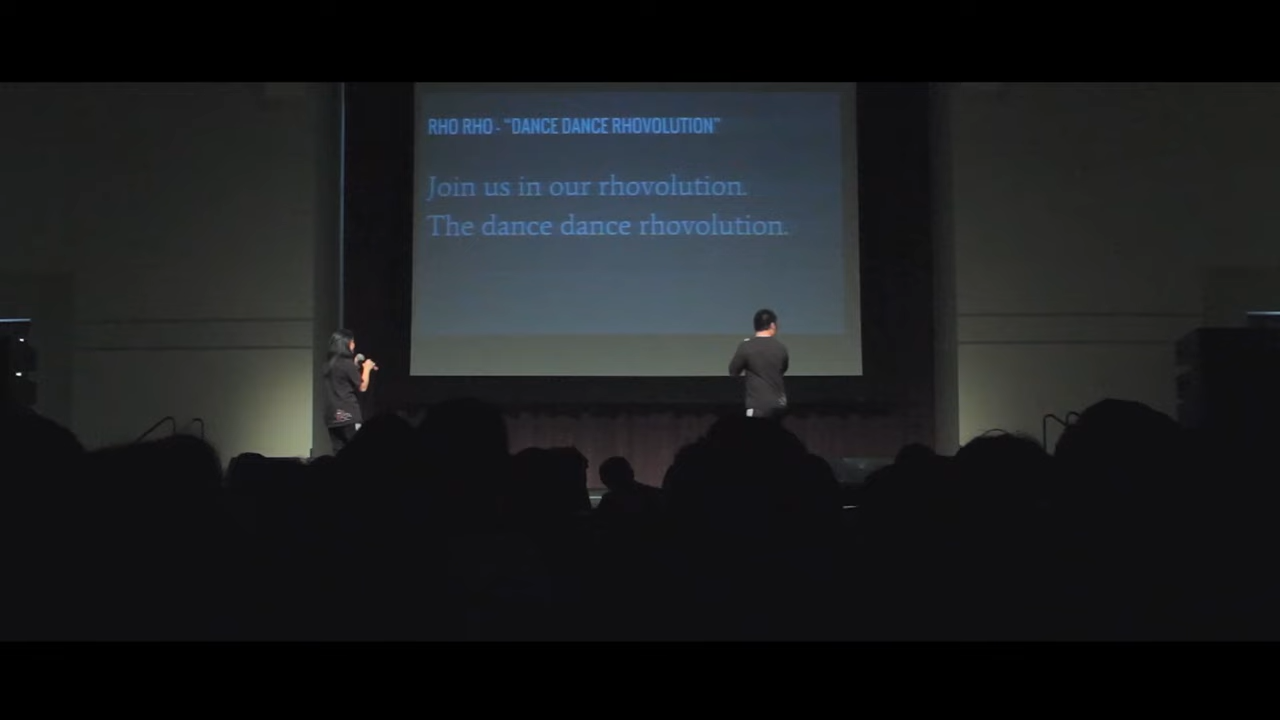 RHO RHO - “DANCE DANCE RHOVOLUTION”
Join us in our rhovolution.
The dance dance rhovolution.